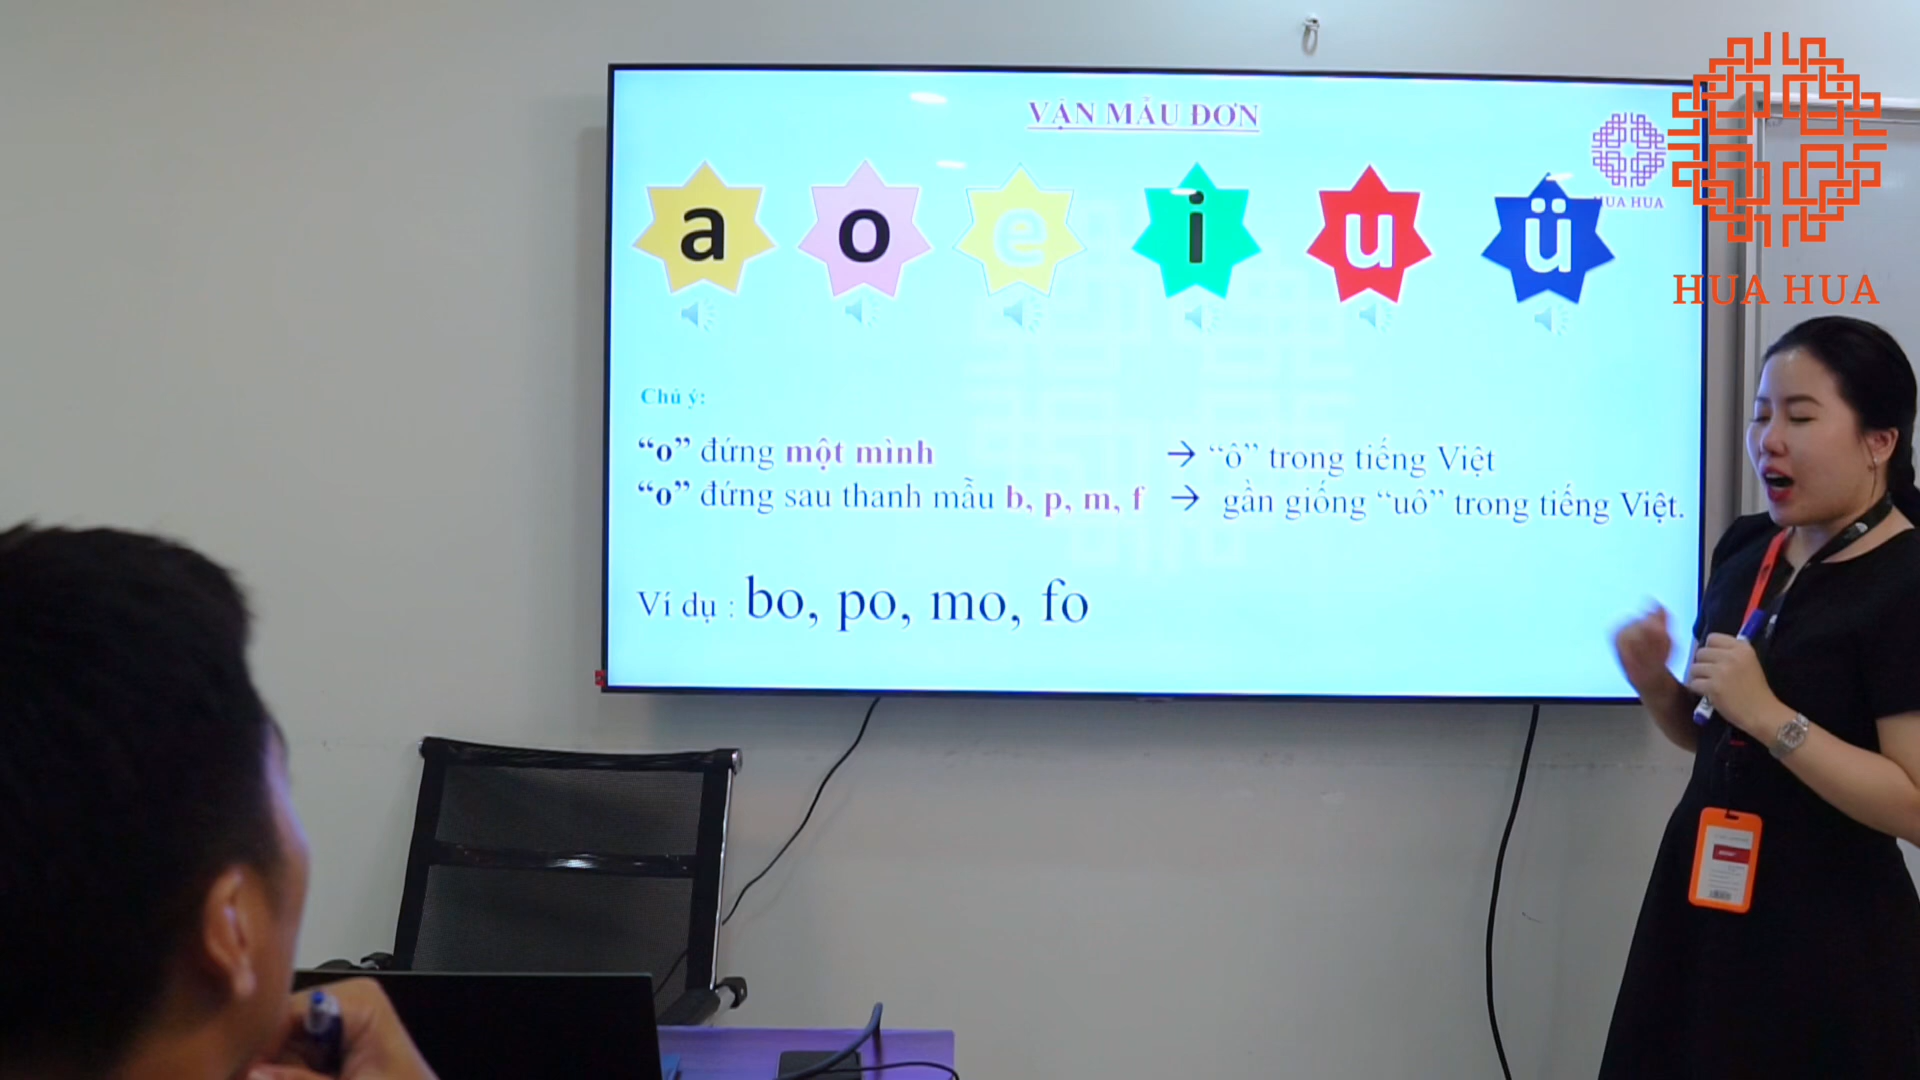 VẬN MẪU ĐƠN
HUA HUA
a o e i u ü
HUA HUA
Chú ý:
“o” đứng một mình → “ô” trong tiếng Việt
“o” đứng sau thanh mẫu b, p, m, f → gần giống “uô” trong tiếng Việt.
Ví dụ : bo, po, mo, fo